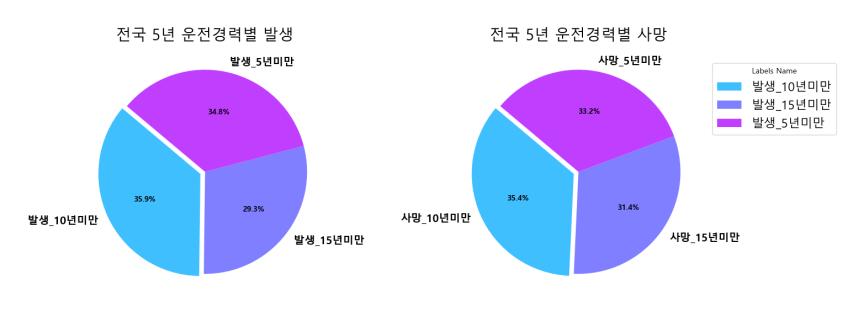 전국 5년 운전경력별 발생
발생_5년미만
34.8%
35.9%
29.3%
발생_10년미만
발생_15년미만
전국 5년 운전경력별 사망
사망_5년미만
33.2%
35.4%
31.4%
사망_10년미만
사망_15년미만
Labels Name
발생_10년미만
발생_15년미만
발생_5년미만